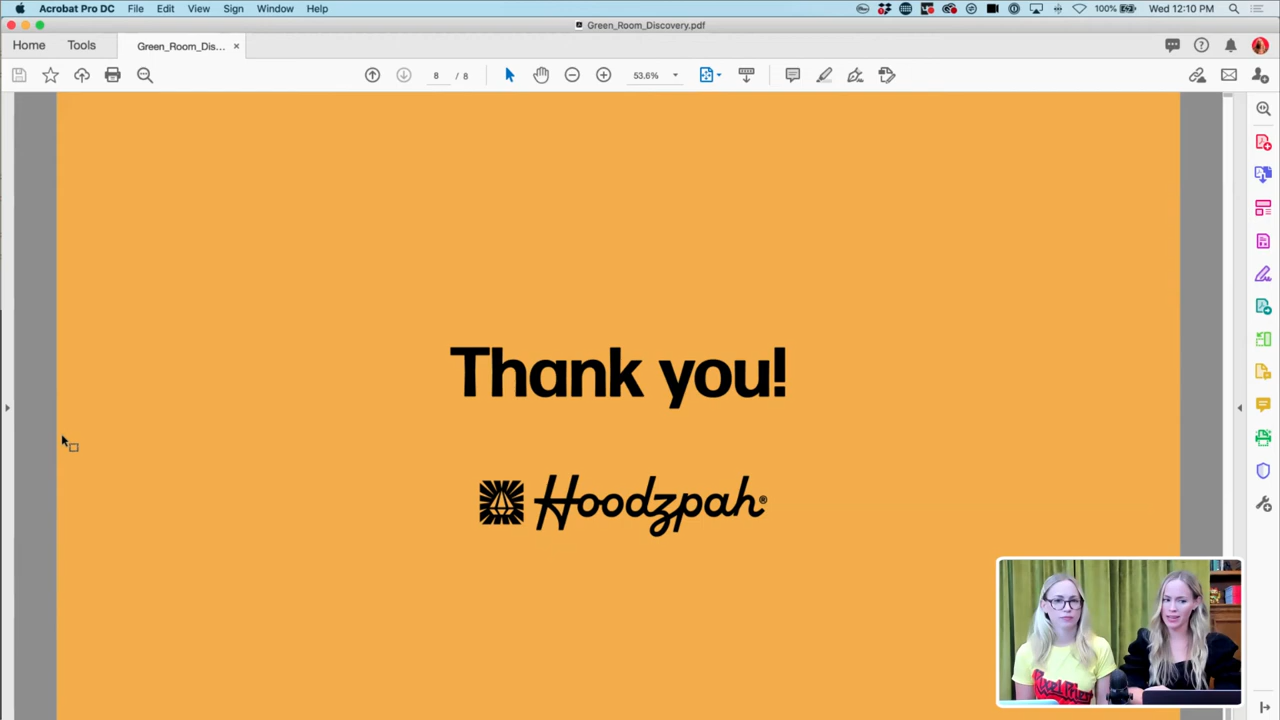 Acrobat Pro DC File Edit View Sign Window Help 100% Wed 12:10 PM
Green_Room_Discovery.pdf
Home Tools Green_Room_Dis... ×
8 / 8 53.6%
Thank you!
Hoodzpah®